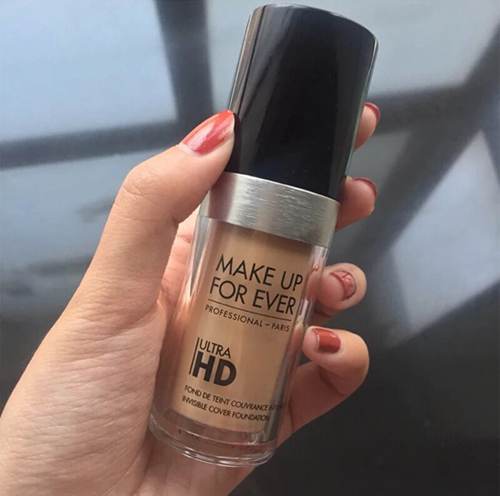 MAKE UP
FOR EVER
PROFESSIONAL – PARIS
ULTRA
HD
FOND DE TEINT COUVRANCE
INVISIBLE COVER FOUNDATION